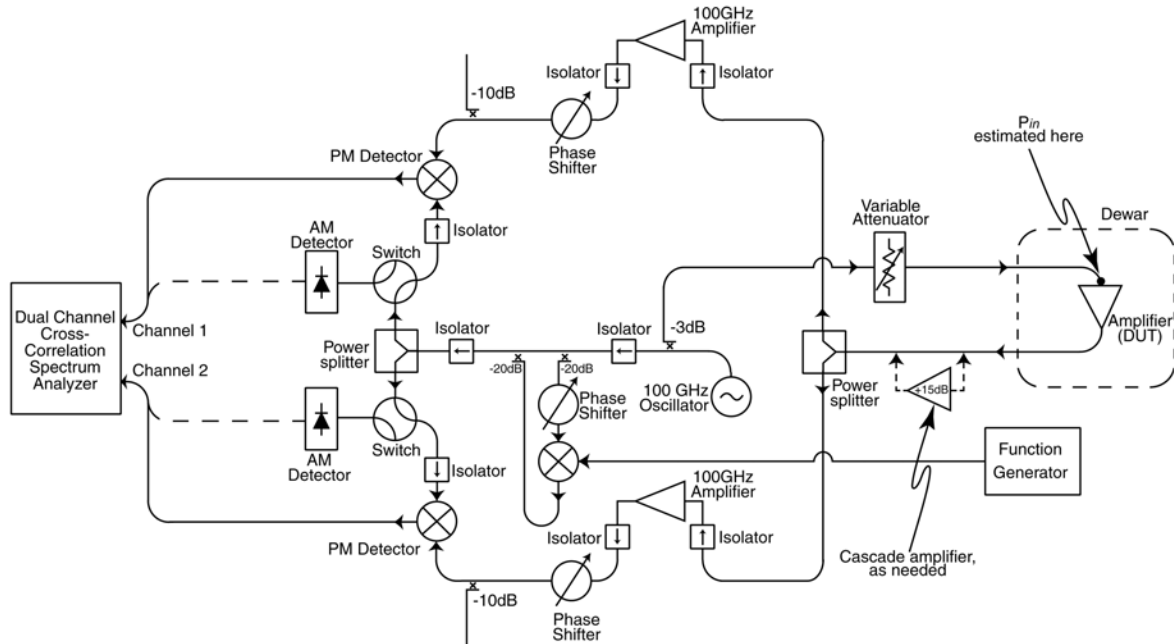 100GHz
Amplifier
Isolator
Isolator
-10dB
Phase
Shifter
PM Detector
Isolator
AM
Detector
Switch
Pin
estimated here
Variable
Attenuator
Dewar
Dual Channel
Cross-
Correlation
Spectrum
Analyzer
Channel 1
Channel 2
Power
splitter
Isolator
Isolator
-3dB
-20dB
-20dB
Phase
Shifter
100 GHz
Oscillator
Power
splitter
Amplifier
(DUT)
+15dB
Switch
AM
Detector
Isolator
Function
Generator
100GHz
Amplifier
Isolator
Isolator
PM Detector
Cascade amplifier,
as needed
-10dB
Phase
Shifter